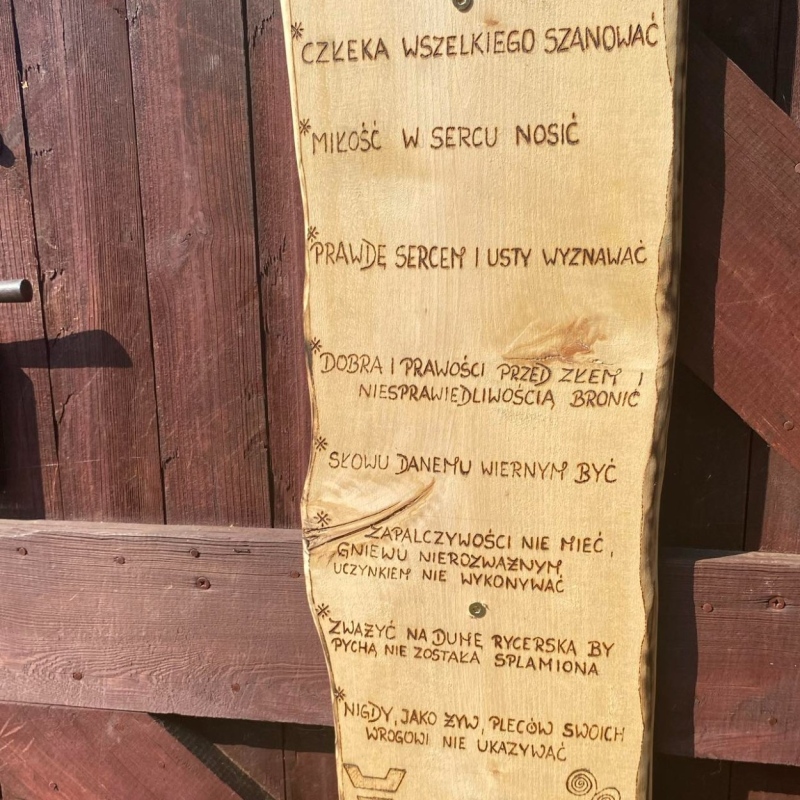 * CZŁEKA WSZELKIEGO SZANOWAĆ
* MIŁOŚĆ W SERCU NOSIĆ
* PRAWDĘ SERCEM I USTY WYZNAWAĆ
* DOBRA I PRAWOŚCI PRZED ZŁEM I
NIESPRAWIEDLIWOŚCIĄ BRONIĆ
* SŁOWU DANEMU WIERNYM BYĆ
* ZAPALCZYWOŚCI NIE MIEĆ,
GNIEWU NIEROZWAŻNYM
UCZYNKIEM NIE WYKONYWAĆ
* ZWAŻYĆ NA DUMĘ RYCERSKĄ BY
PYCHĄ NIE ZOSTAŁA SPLAMIONA
* NIGDY, JAKO ŻYW, PLECÓW SWOICH
WROGOWI NIE UKAZYWAĆ